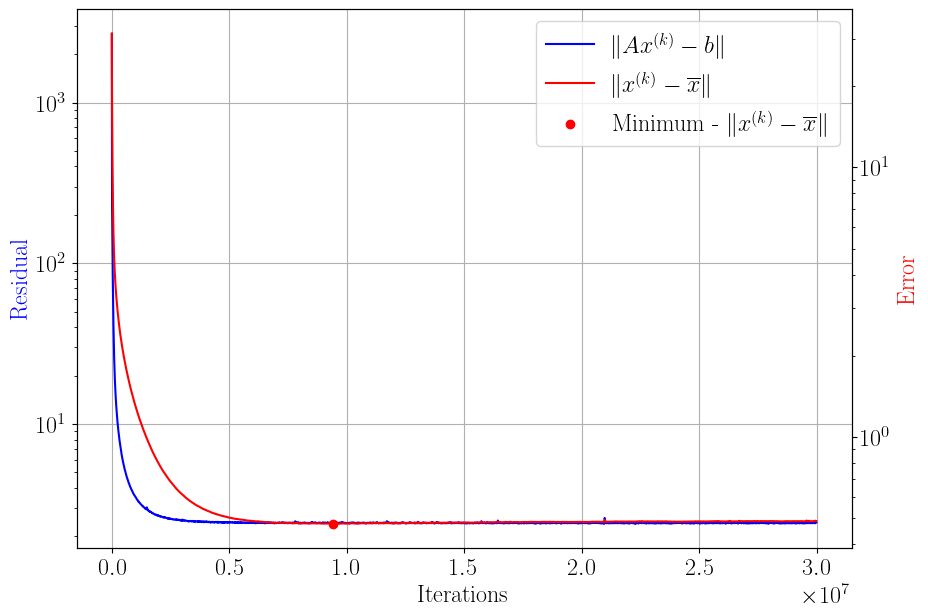 ‖Ax^{(k)} − b‖
‖x^{(k)} − x̅‖
Minimum - ‖x^{(k)} − x̅‖
10^3
10^2
10^1
Residual
10^1
10^0
Error
0.0 0.5 1.0 1.5 2.0 2.5 3.0
Iterations
×10^7